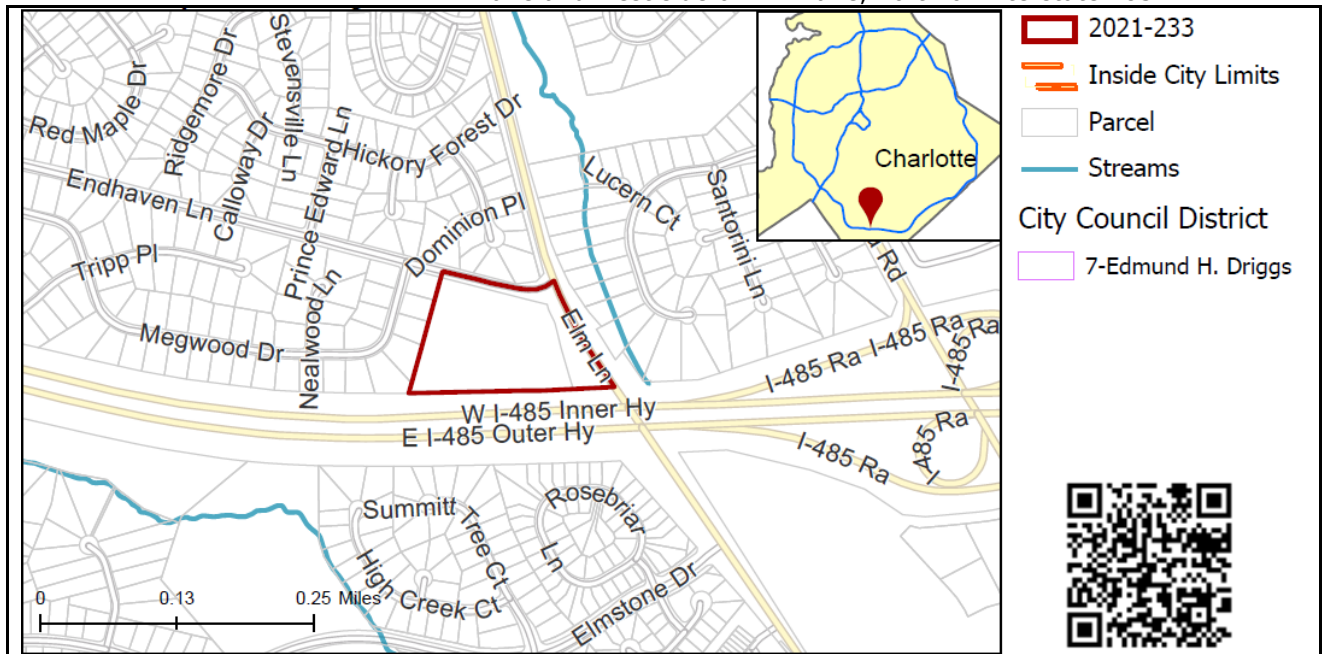 Red Maple Dr
Ridgemore Dr
Stevensville Ln
Calloway Dr
Prince Edward Ln
Hickory Forest Dr
Endhaven Ln
Tripp Pl
Dominion Pl
Nealwood Ln
Megwood Dr
Lucern Ct
Santorini Ln
Elm Ln
Charlotte
Rd
I-485 Ra
I-485 Ra
I-485 Ra
W I-485 Inner Hy
E I-485 Outer Hy
I-485 Ra
I-485 Ra
Summitt Tree Ct
High Creek Ct
Rosebriar Ln
Elmstone Dr
0 0.13 0.25 Miles
2021-233
Inside City Limits
Parcel
Streams
City Council District
7-Edmund H. Driggs